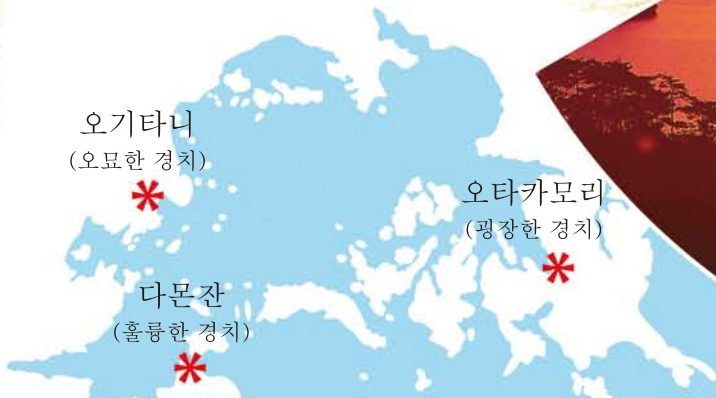 오기타니
(오묘한 경치)
오타카모리
(굉장한 경치)
다몬잔
(훌륭한 경치)